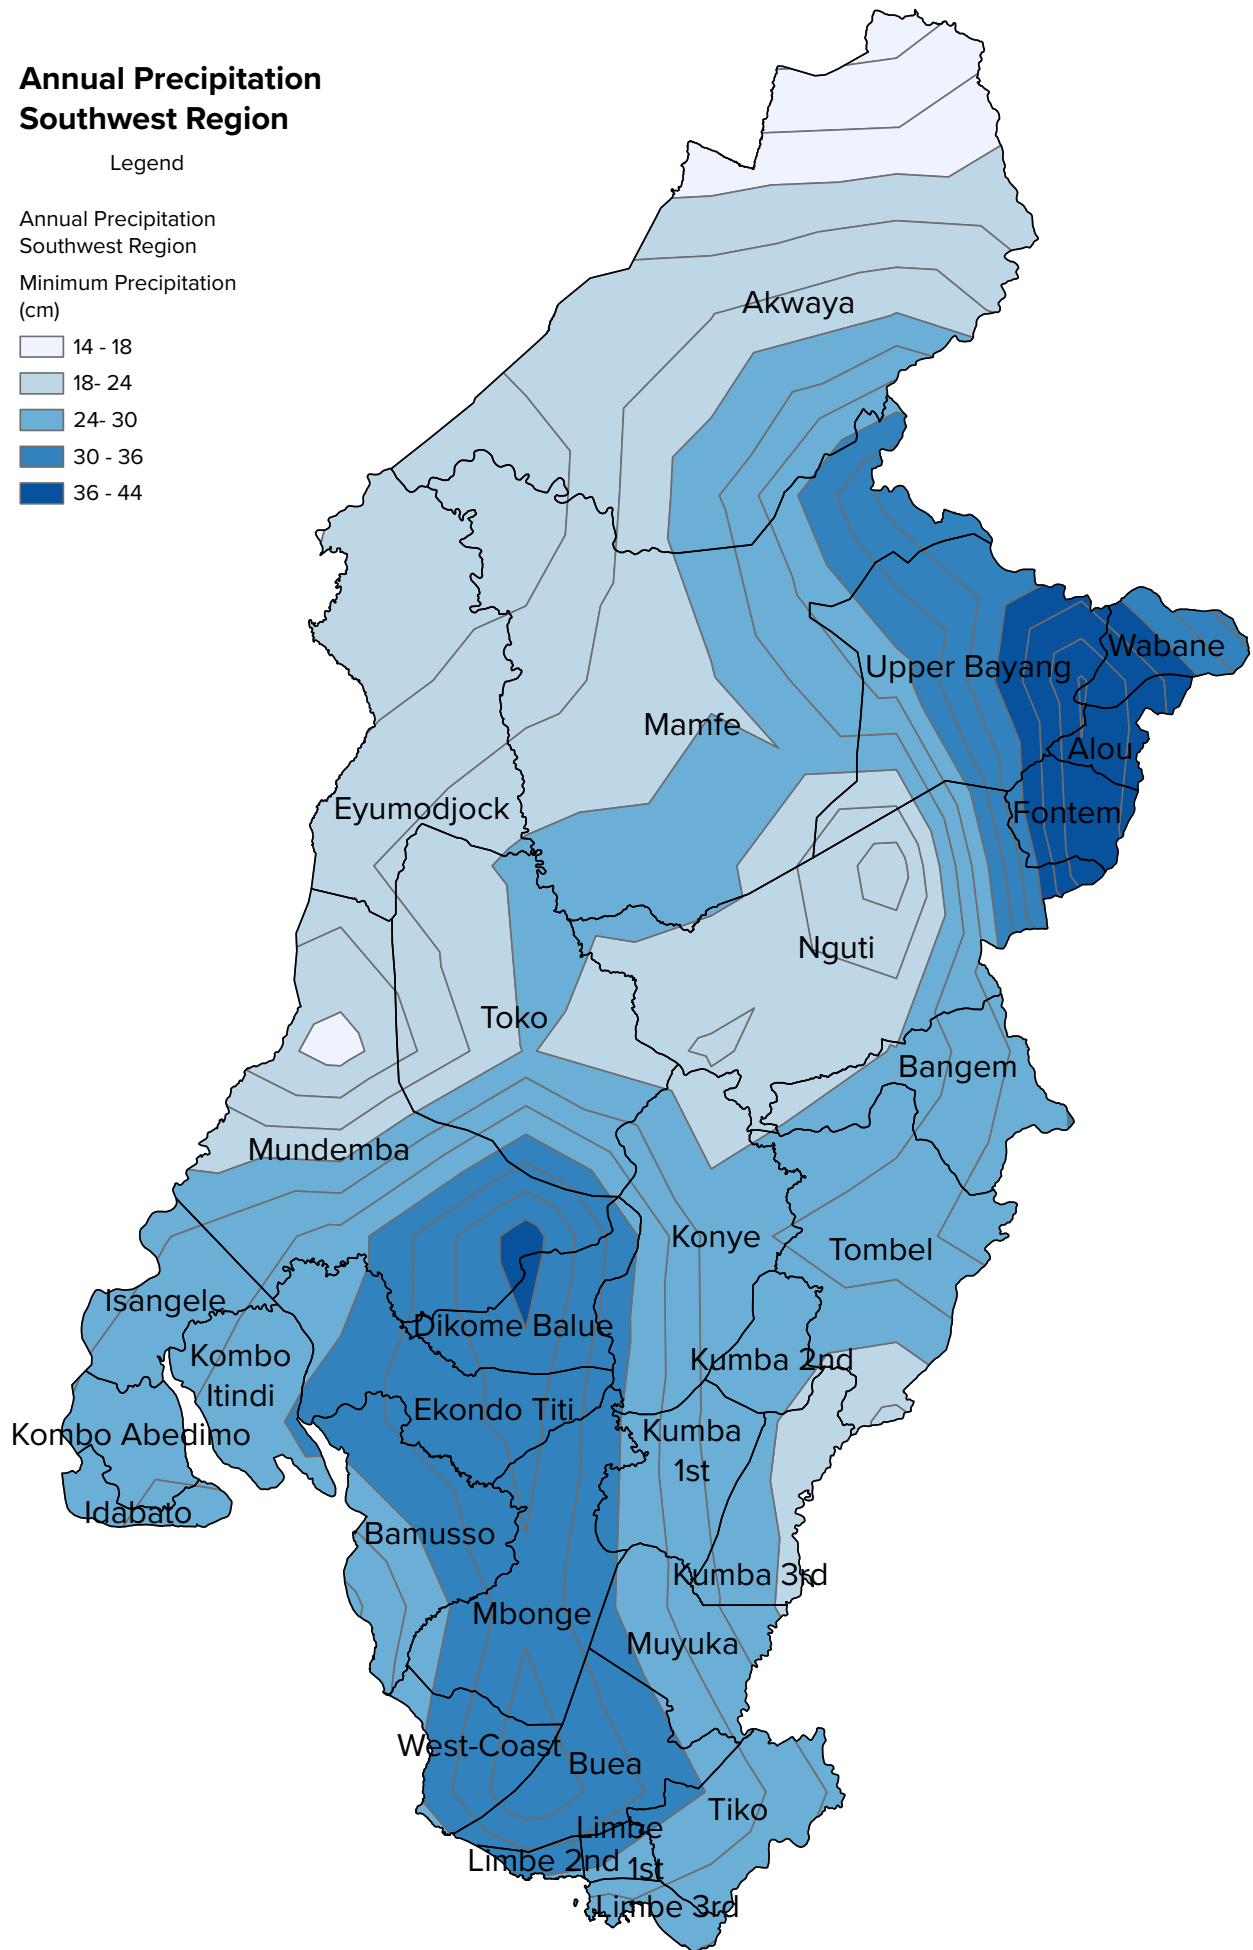 Annual Precipitation
Southwest Region
Legend
Annual Precipitation
Southwest Region
Minimum Precipitation
(cm)
14 - 18
18- 24
24- 30
30 - 36
36 - 44
Akwaya
Wabane
Upper Bayang
Mamfe
Alou
Eyumodjock
Fontem
Nguti
Toko
Bangem
Mundemba
Konye
Tombel
Isangele
Dikome Balue
Kombo
Itindi
Kumba 2nd
Ekondo Titi
Kombo Abedimo
Kumba
1st
Idabato
Bamusso
Kumba 3rd
Mbonge
Muyuka
West-Coast
Buea
Tiko
Limbe
1st
Limbe 2nd
Limbe 3rd